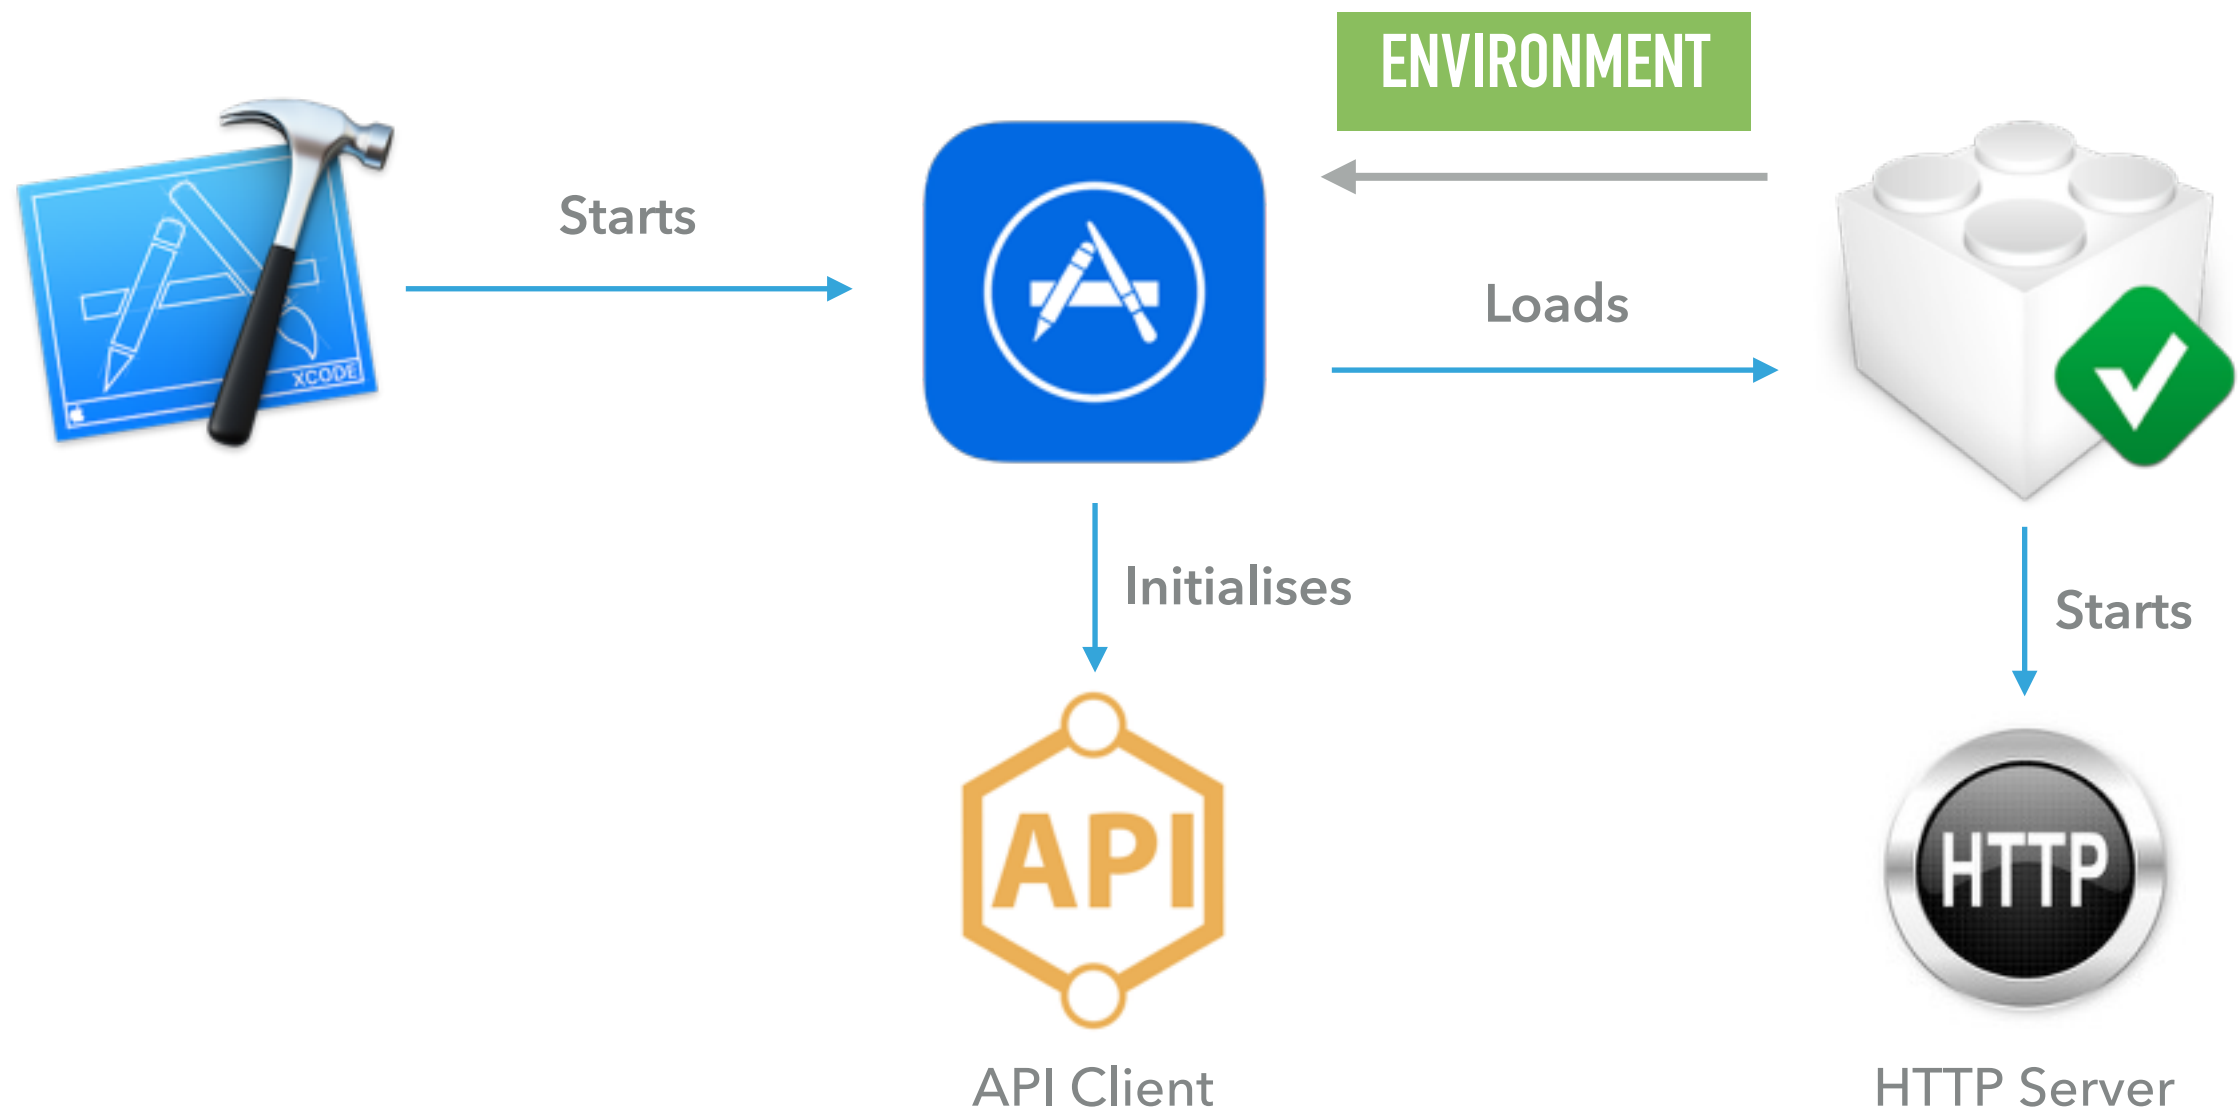 ENVIRONMENT
Starts
XCODE
Loads
Initialises
Starts
API
HTTP
API Client
HTTP Server